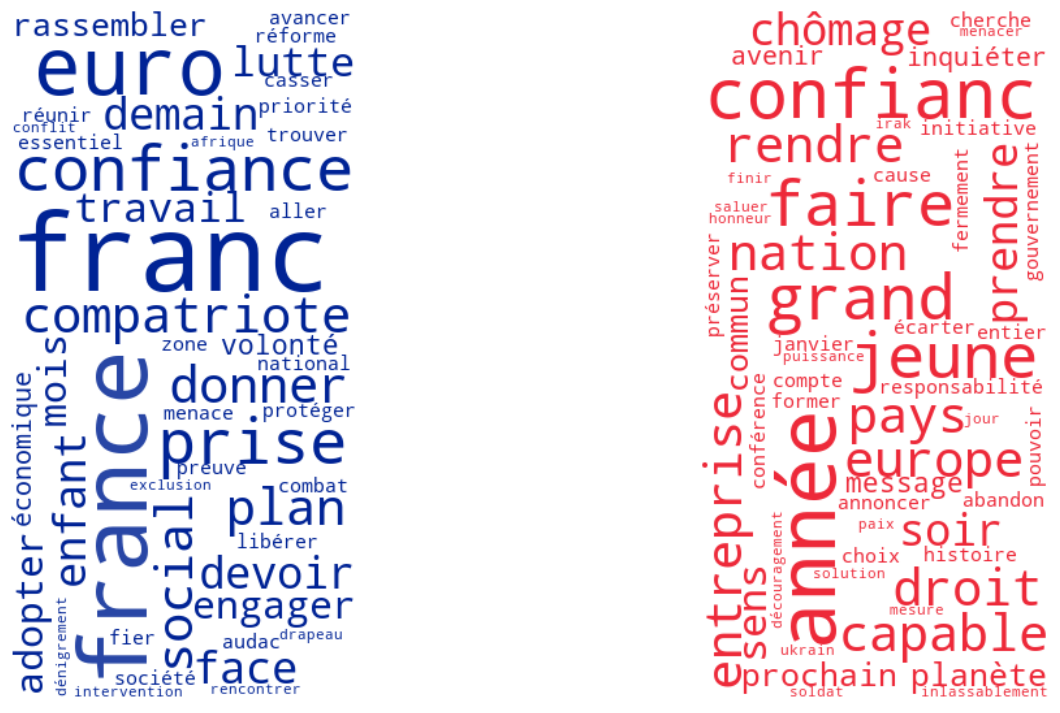 rassembler
avancer
réforme
euro
lutte
casser
réunir
demain
priorité
conflit
trouver
essentiel
afrique
confiance
travail
aller
franc
compatriote
zone
volonté
national
mois
france
donner
économique
menace
protéger
prise
enfant
preuve
exclusion
combat
social
plan
libérer
adopter
devoir
engager
dénigrement
fier
audac
drapeau
face
société
intervention
rencontrer
chômage
cherche
menacer
avenir
inquiéter
confianc
rendre
irak
initiative
prendre
gouvernement
fermement
finir
cause
faire
saluer
honneur
nation
préserver
commun
grand
écarter
entier
janvier
puissance
jeune
compte
responsabilité
conférence
former
entreprise
année
pays
jour
pouvoir
europe
message
annoncer
abandon
paix
soir
découragement
choix
histoire
sens
solution
droit
mesure
capable
ukrain
prochain
planète
soldat
inlassablement